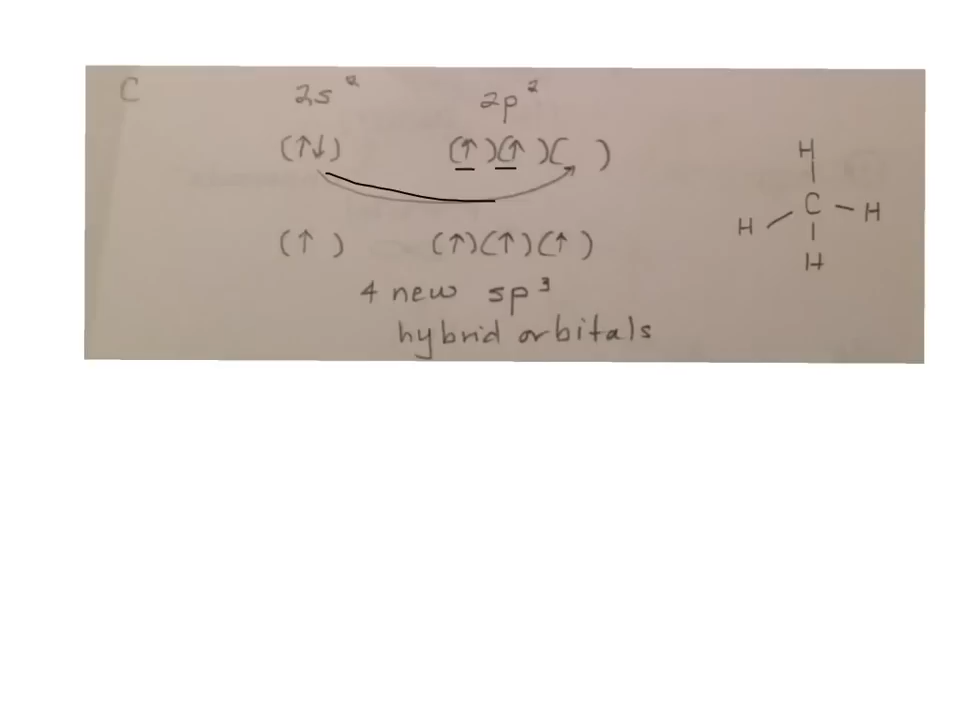 C 2s² 2p²
(↑↓) (↑)(↑)( )
(↑) (↑)(↑)(↑)
4 new sp³
hybrid orbitals
H
H C H
H